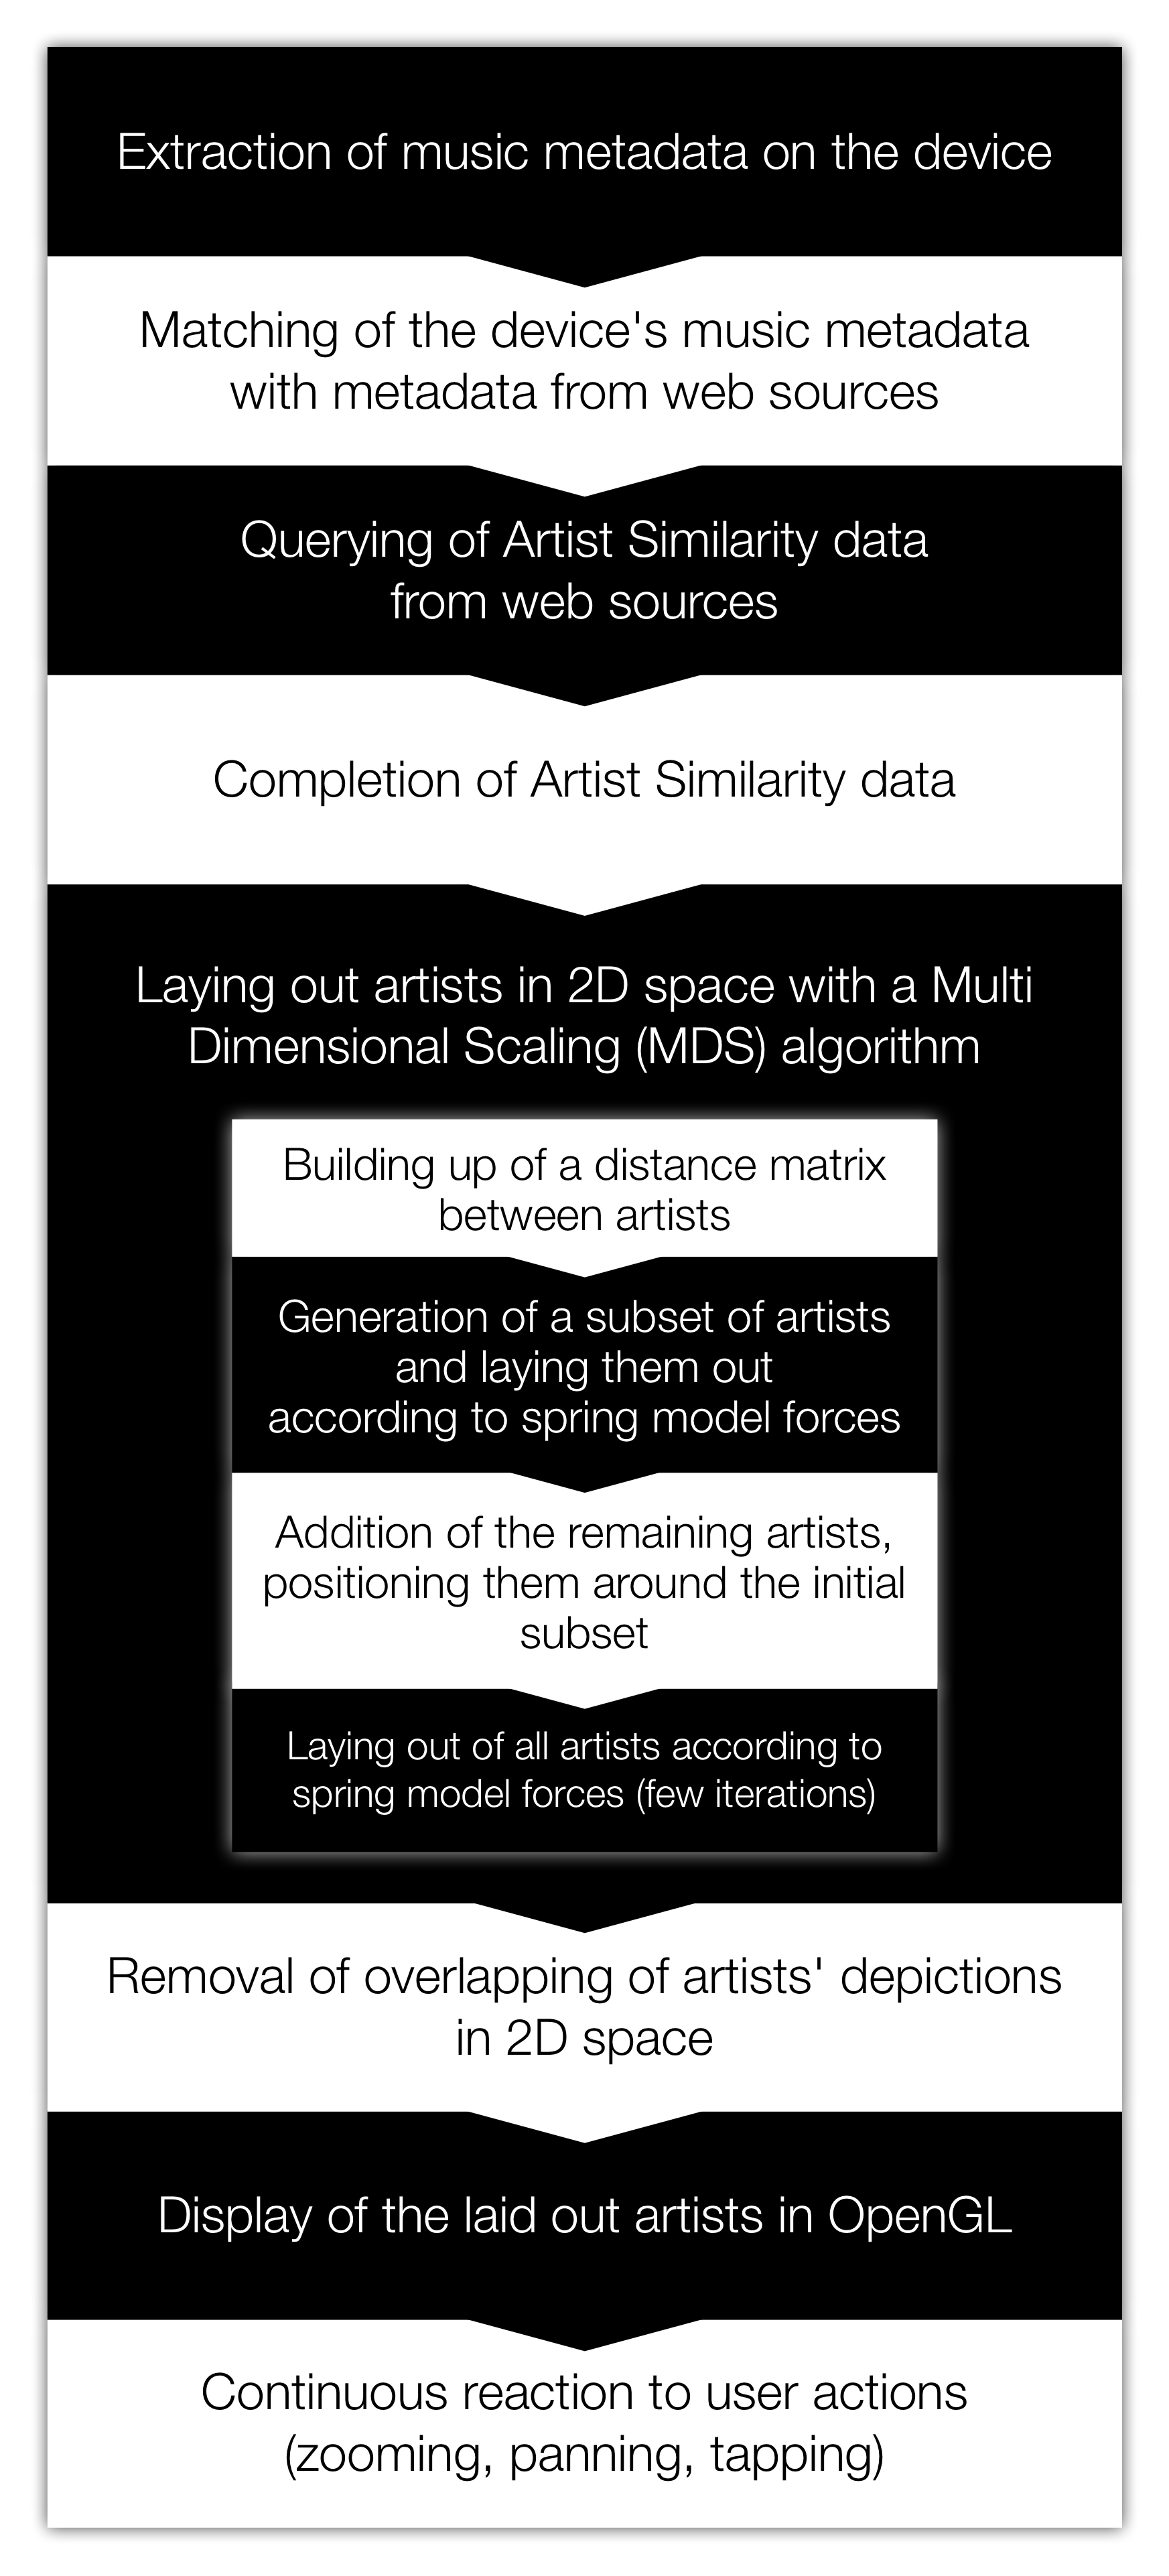 Extraction of music metadata on the device
Matching of the device's music metadata
with metadata from web sources
Querying of Artist Similarity data
from web sources
Completion of Artist Similarity data
Laying out artists in 2D space with a Multi
Dimensional Scaling (MDS) algorithm
Building up of a distance matrix
between artists
Generation of a subset of artists
and laying them out
according to spring model forces
Addition of the remaining artists,
positioning them around the initial
subset
Laying out of all artists according to
spring model forces (few iterations)
Removal of overlapping of artists' depictions
in 2D space
Display of the laid out artists in OpenGL
Continuous reaction to user actions
(zooming, panning, tapping)